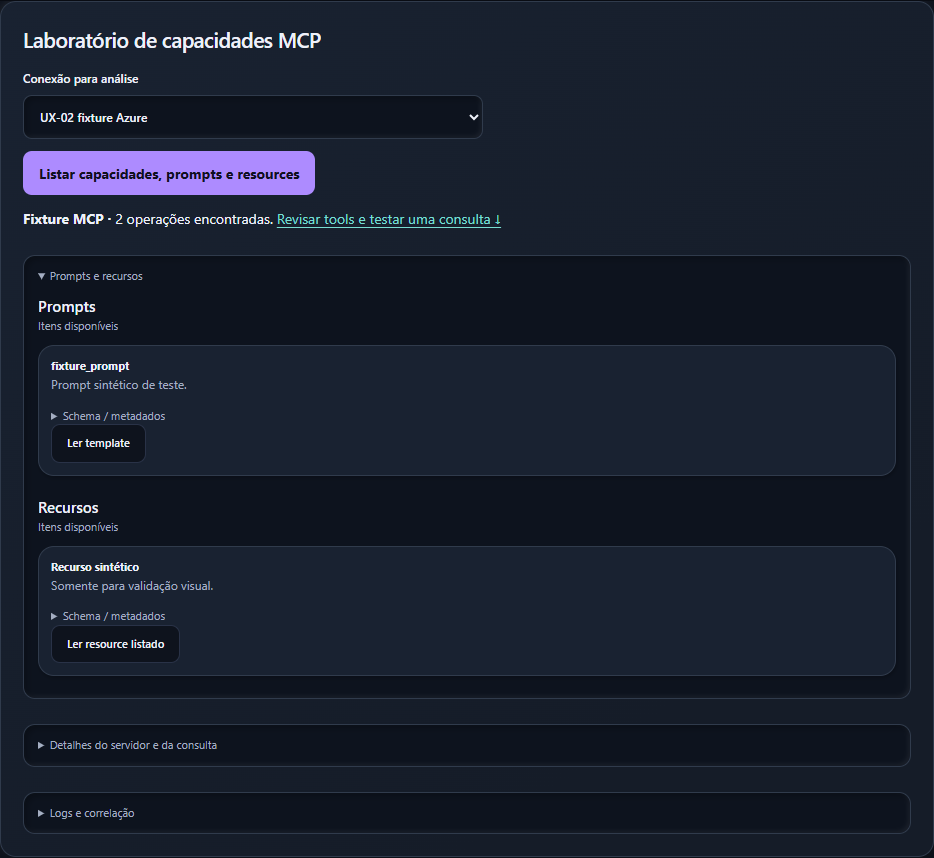 Laboratório de capacidades MCP
Conexão para análise
UX-02 fixture Azure
Listar capacidades, prompts e resources
Fixture MCP · 2 operações encontradas. Revisar tools e testar uma consulta ↓
▼ Prompts e recursos
Prompts
Itens disponíveis
fixture_prompt
Prompt sintético de teste.
▶ Schema / metadados
Ler template
Recursos
Itens disponíveis
Recurso sintético
Somente para validação visual.
▶ Schema / metadados
Ler resource listado
▶ Detalhes do servidor e da consulta
▶ Logs e correlação